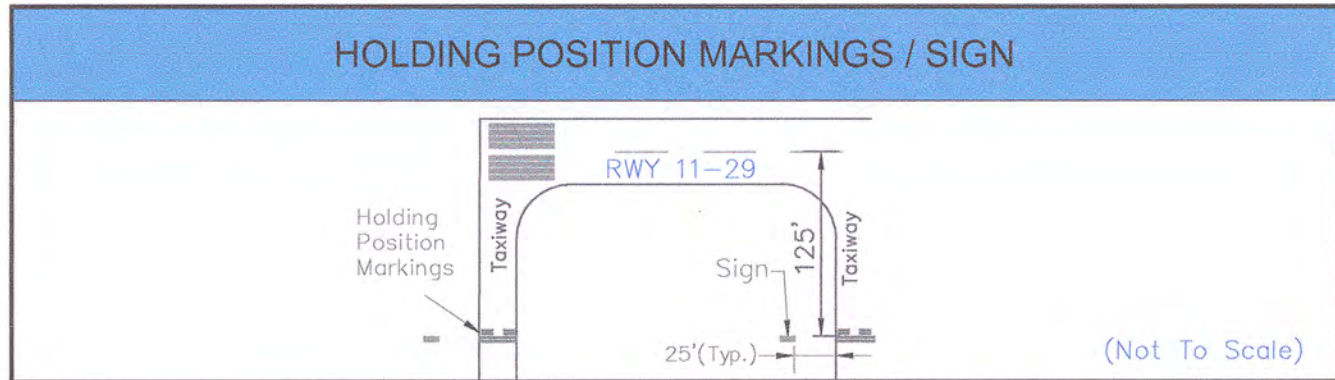 HOLDING POSITION MARKINGS / SIGN
RWY 11-29
Holding
Position
Markings
Taxiway
Sign
125'
Taxiway
25'(Typ.)
(Not To Scale)